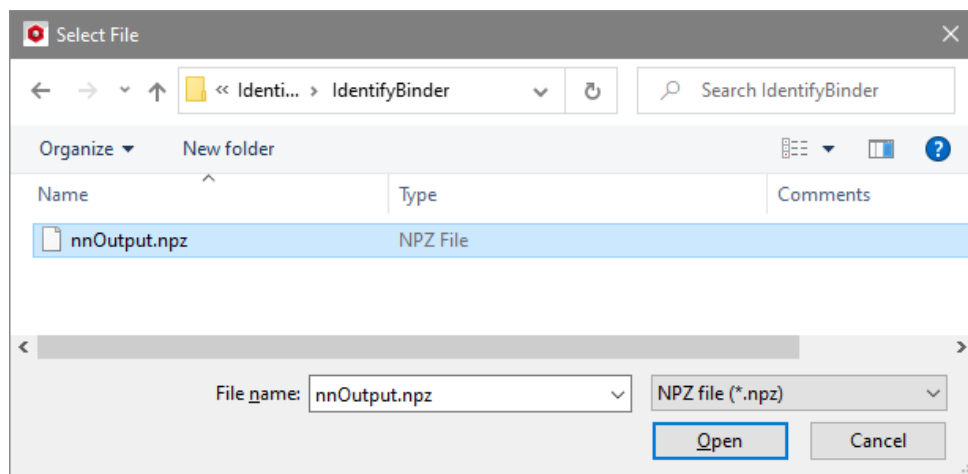 Select File
« Identi... › IdentifyBinder Search IdentifyBinder
Organize New folder
Name Type Comments
nnOutput.npz NPZ File
File name: nnOutput.npz NPZ file (*.npz)
Open Cancel